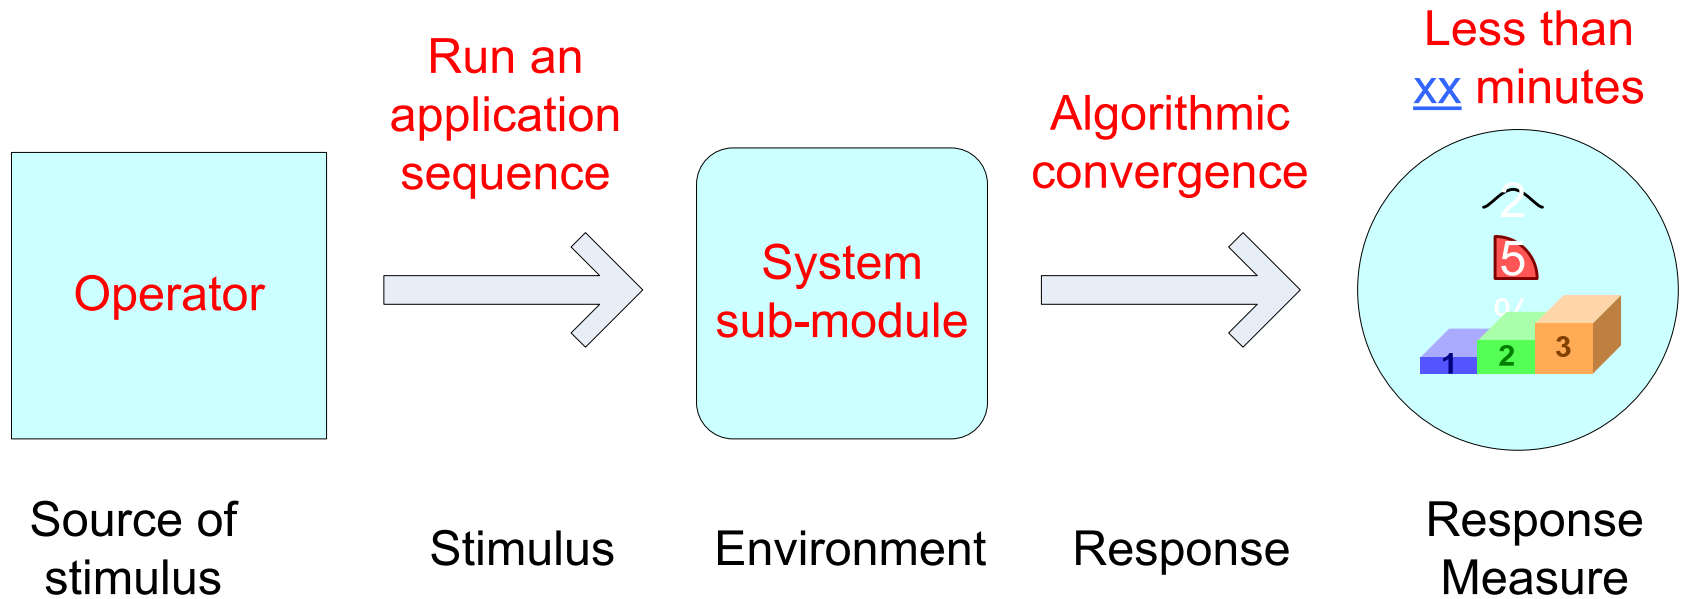 Operator
Run an
application
sequence
System
sub-module
Algorithmic
convergence
Less than
xx minutes
2
5
%
1
2
3
Source of
stimulus
Stimulus
Environment
Response
Response
Measure